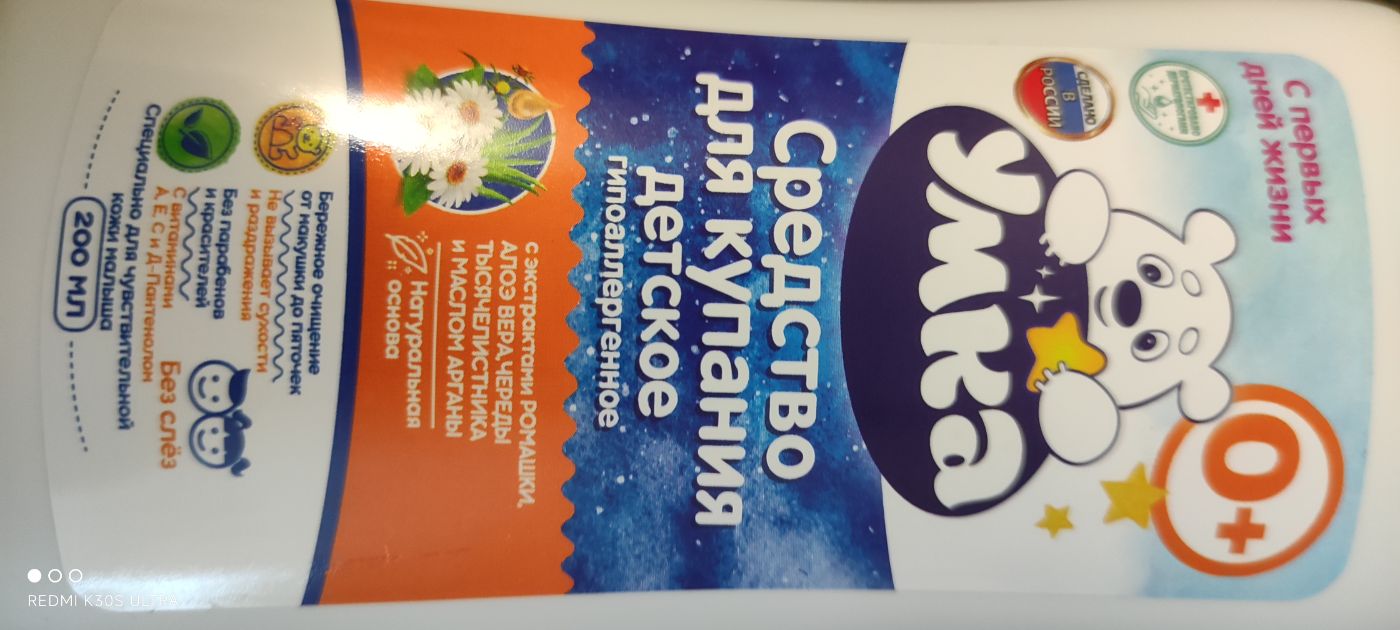 С первых
дней жизни
0+
СДЕЛАНО
В
РОССИИ
умка
Средство
для купания
детское
гипоаллергенное
с экстрактами РОМАШКИ,
АЛОЭ ВЕРА, ЧЕРЕДЫ
ТЫСЯЧЕЛИСТНИКА
и МАСЛОМ АРГАНЫ
Натуральная
основа
Бережное очищение
от макушки до пяточек
Не вызывает сухости
и раздражения
Без парабенов
и красителей
С витаминами
А, Е, С и Д-Пантенолом
Без слёз
Специально для чувствительной
кожи малыша
200 МЛ
REDMI K30S ULTRA